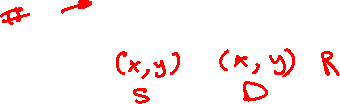 # →
(x, y) (x, y) R
S D